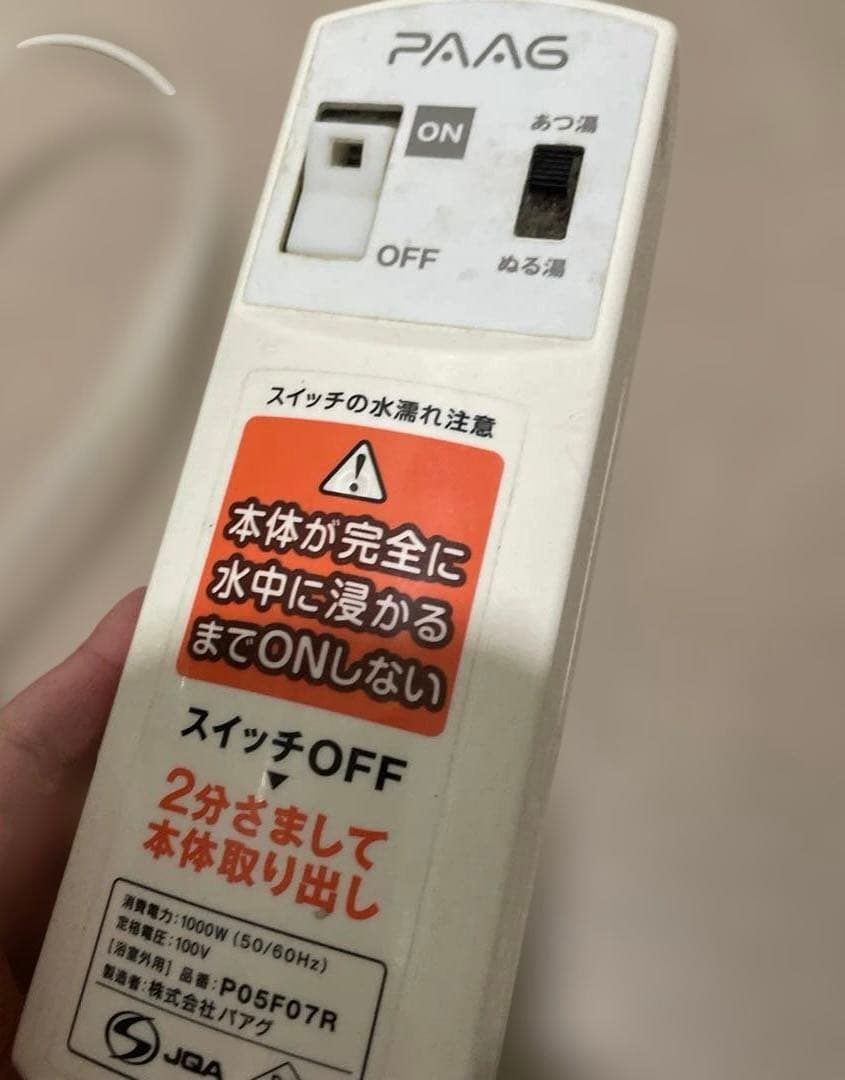 PAAG
ON
あつ湯
OFF
ぬる湯
スイッチの水濡れ注意
本体が完全に
水中に浸かる
までONしない
スイッチOFF
▼
2分さまして
本体取り出し
消費電力:1000W (50/60Hz)
定格電圧:100V
[浴室外用] 品番:P05F07R
製造者:株式会社パアグ
JQA